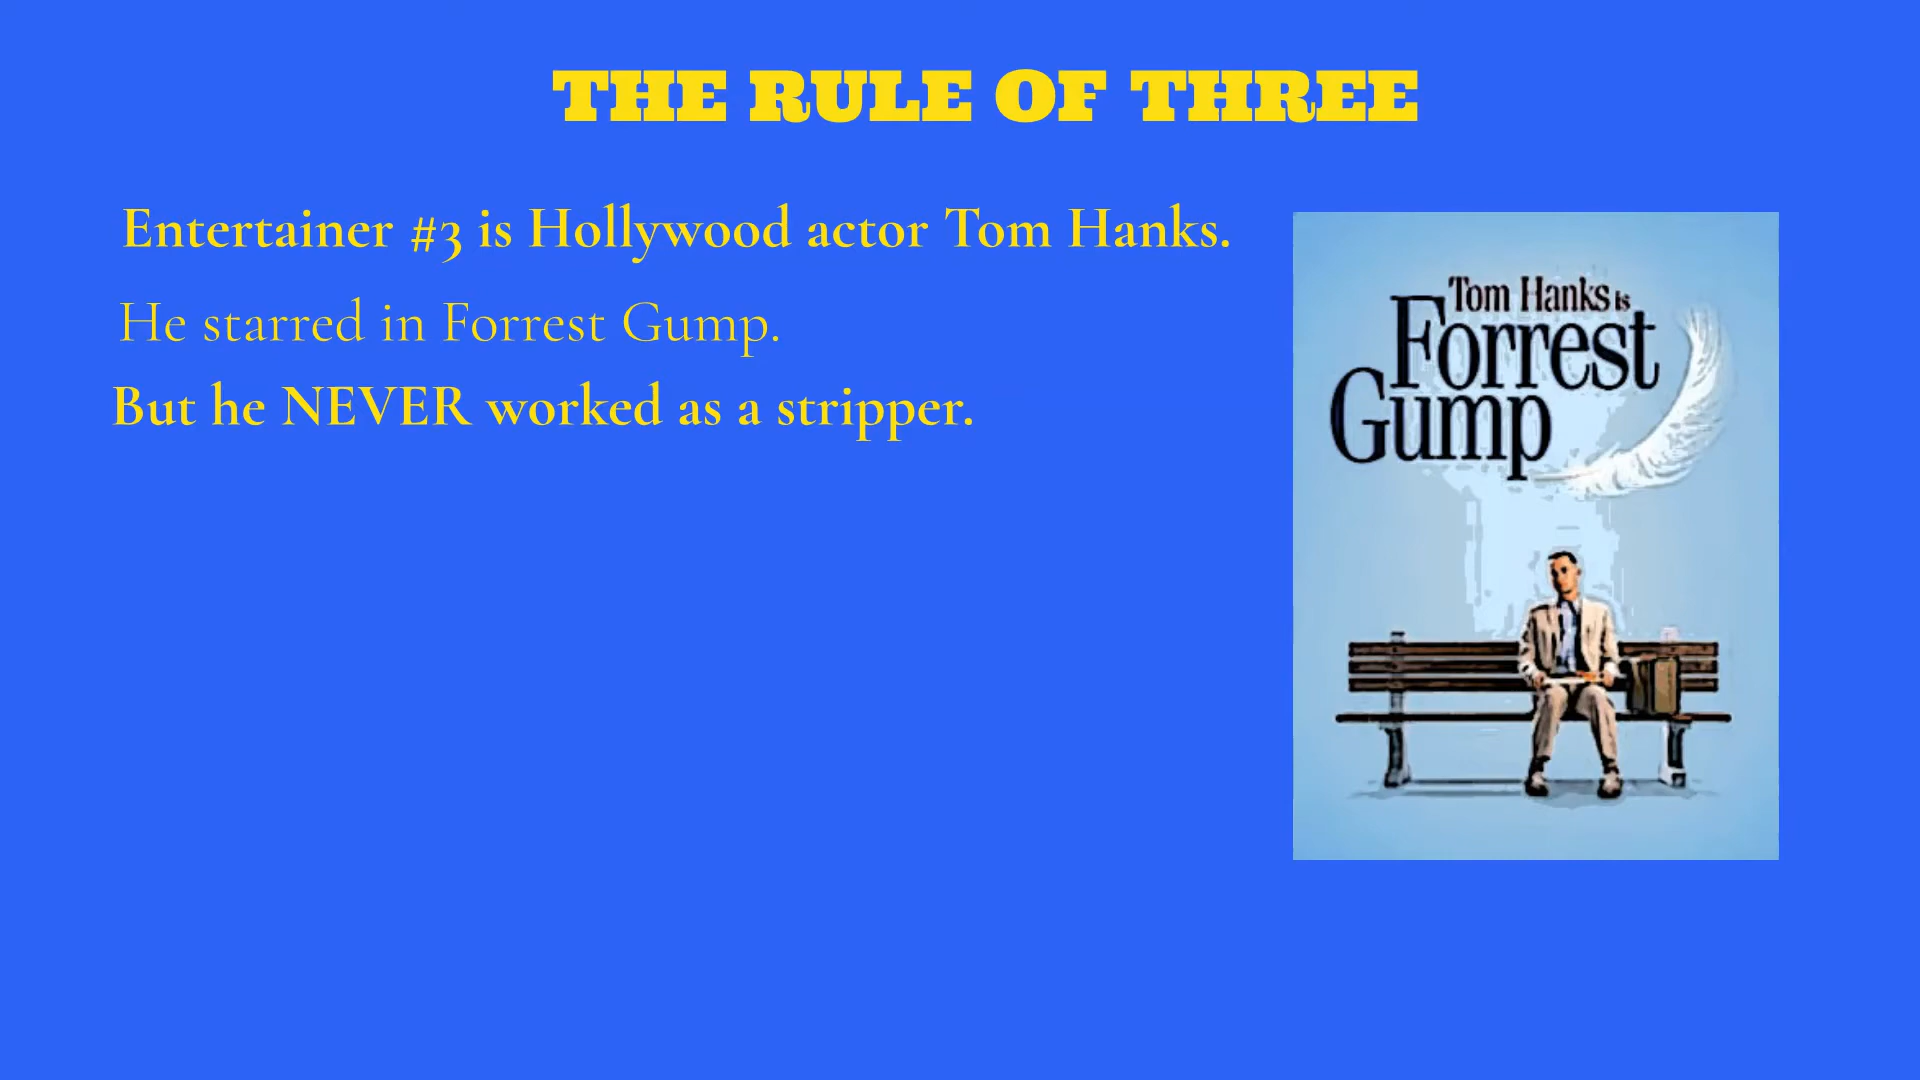 THE RULE OF THREE
Entertainer #3 is Hollywood actor Tom Hanks.
He starred in Forrest Gump.
But he NEVER worked as a stripper.
Tom Hanks is
Forrest
Gump